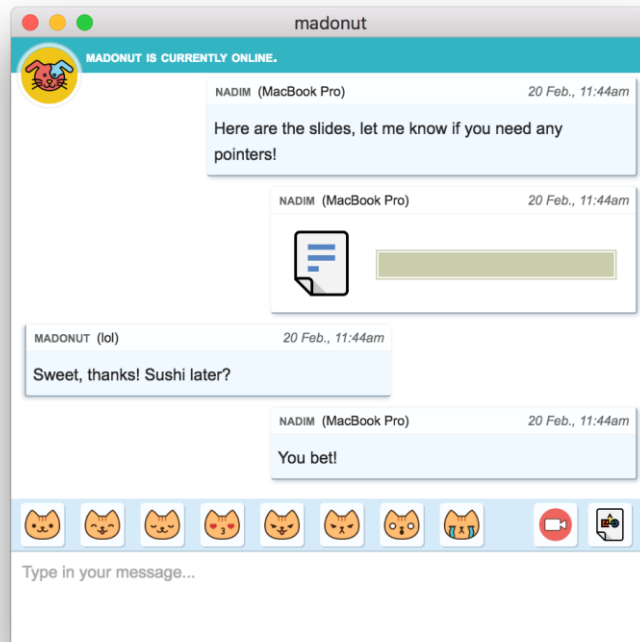 madonut
MADONUT IS CURRENTLY ONLINE.
NADIM (MacBook Pro) 20 Feb., 11:44am
Here are the slides, let me know if you need any
pointers!
NADIM (MacBook Pro) 20 Feb., 11:44am
MADONUT (lol) 20 Feb., 11:44am
Sweet, thanks! Sushi later?
NADIM (MacBook Pro) 20 Feb., 11:44am
You bet!
Type in your message...